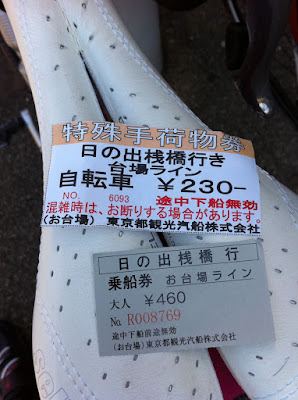 特殊手荷物券
日の出桟橋行き
台場ライン
自転車 ￥230-
NO. 6093 途中下船無効
混雑時は、お断りする場合があります。
(お台場) 東京都観光汽船株式会社
日の出桟橋 行
乗船券 お台場ライン
大人 ￥460
No. R008769
途中下船前途無効
(お台場)東京都観光汽船株式会社